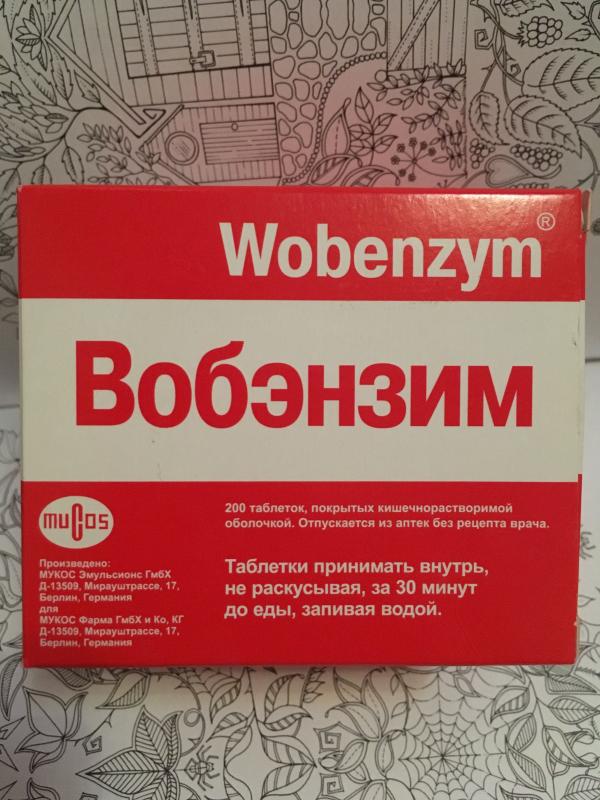 Wobenzym®
Вобэнзим
mucos
200 таблеток, покрытых кишечнорастворимой
оболочкой. Отпускается из аптек без рецепта врача.
Произведено:
МУКОС Эмульсионс ГмбХ
Д-13509, Мирауштрассе, 17,
Берлин, Германия
для
МУКОС Фарма ГмбХ и Ко, КГ
Д-13509, Мирауштрассе, 17,
Берлин, Германия
Таблетки принимать внутрь,
не раскусывая, за 30 минут
до еды, запивая водой.